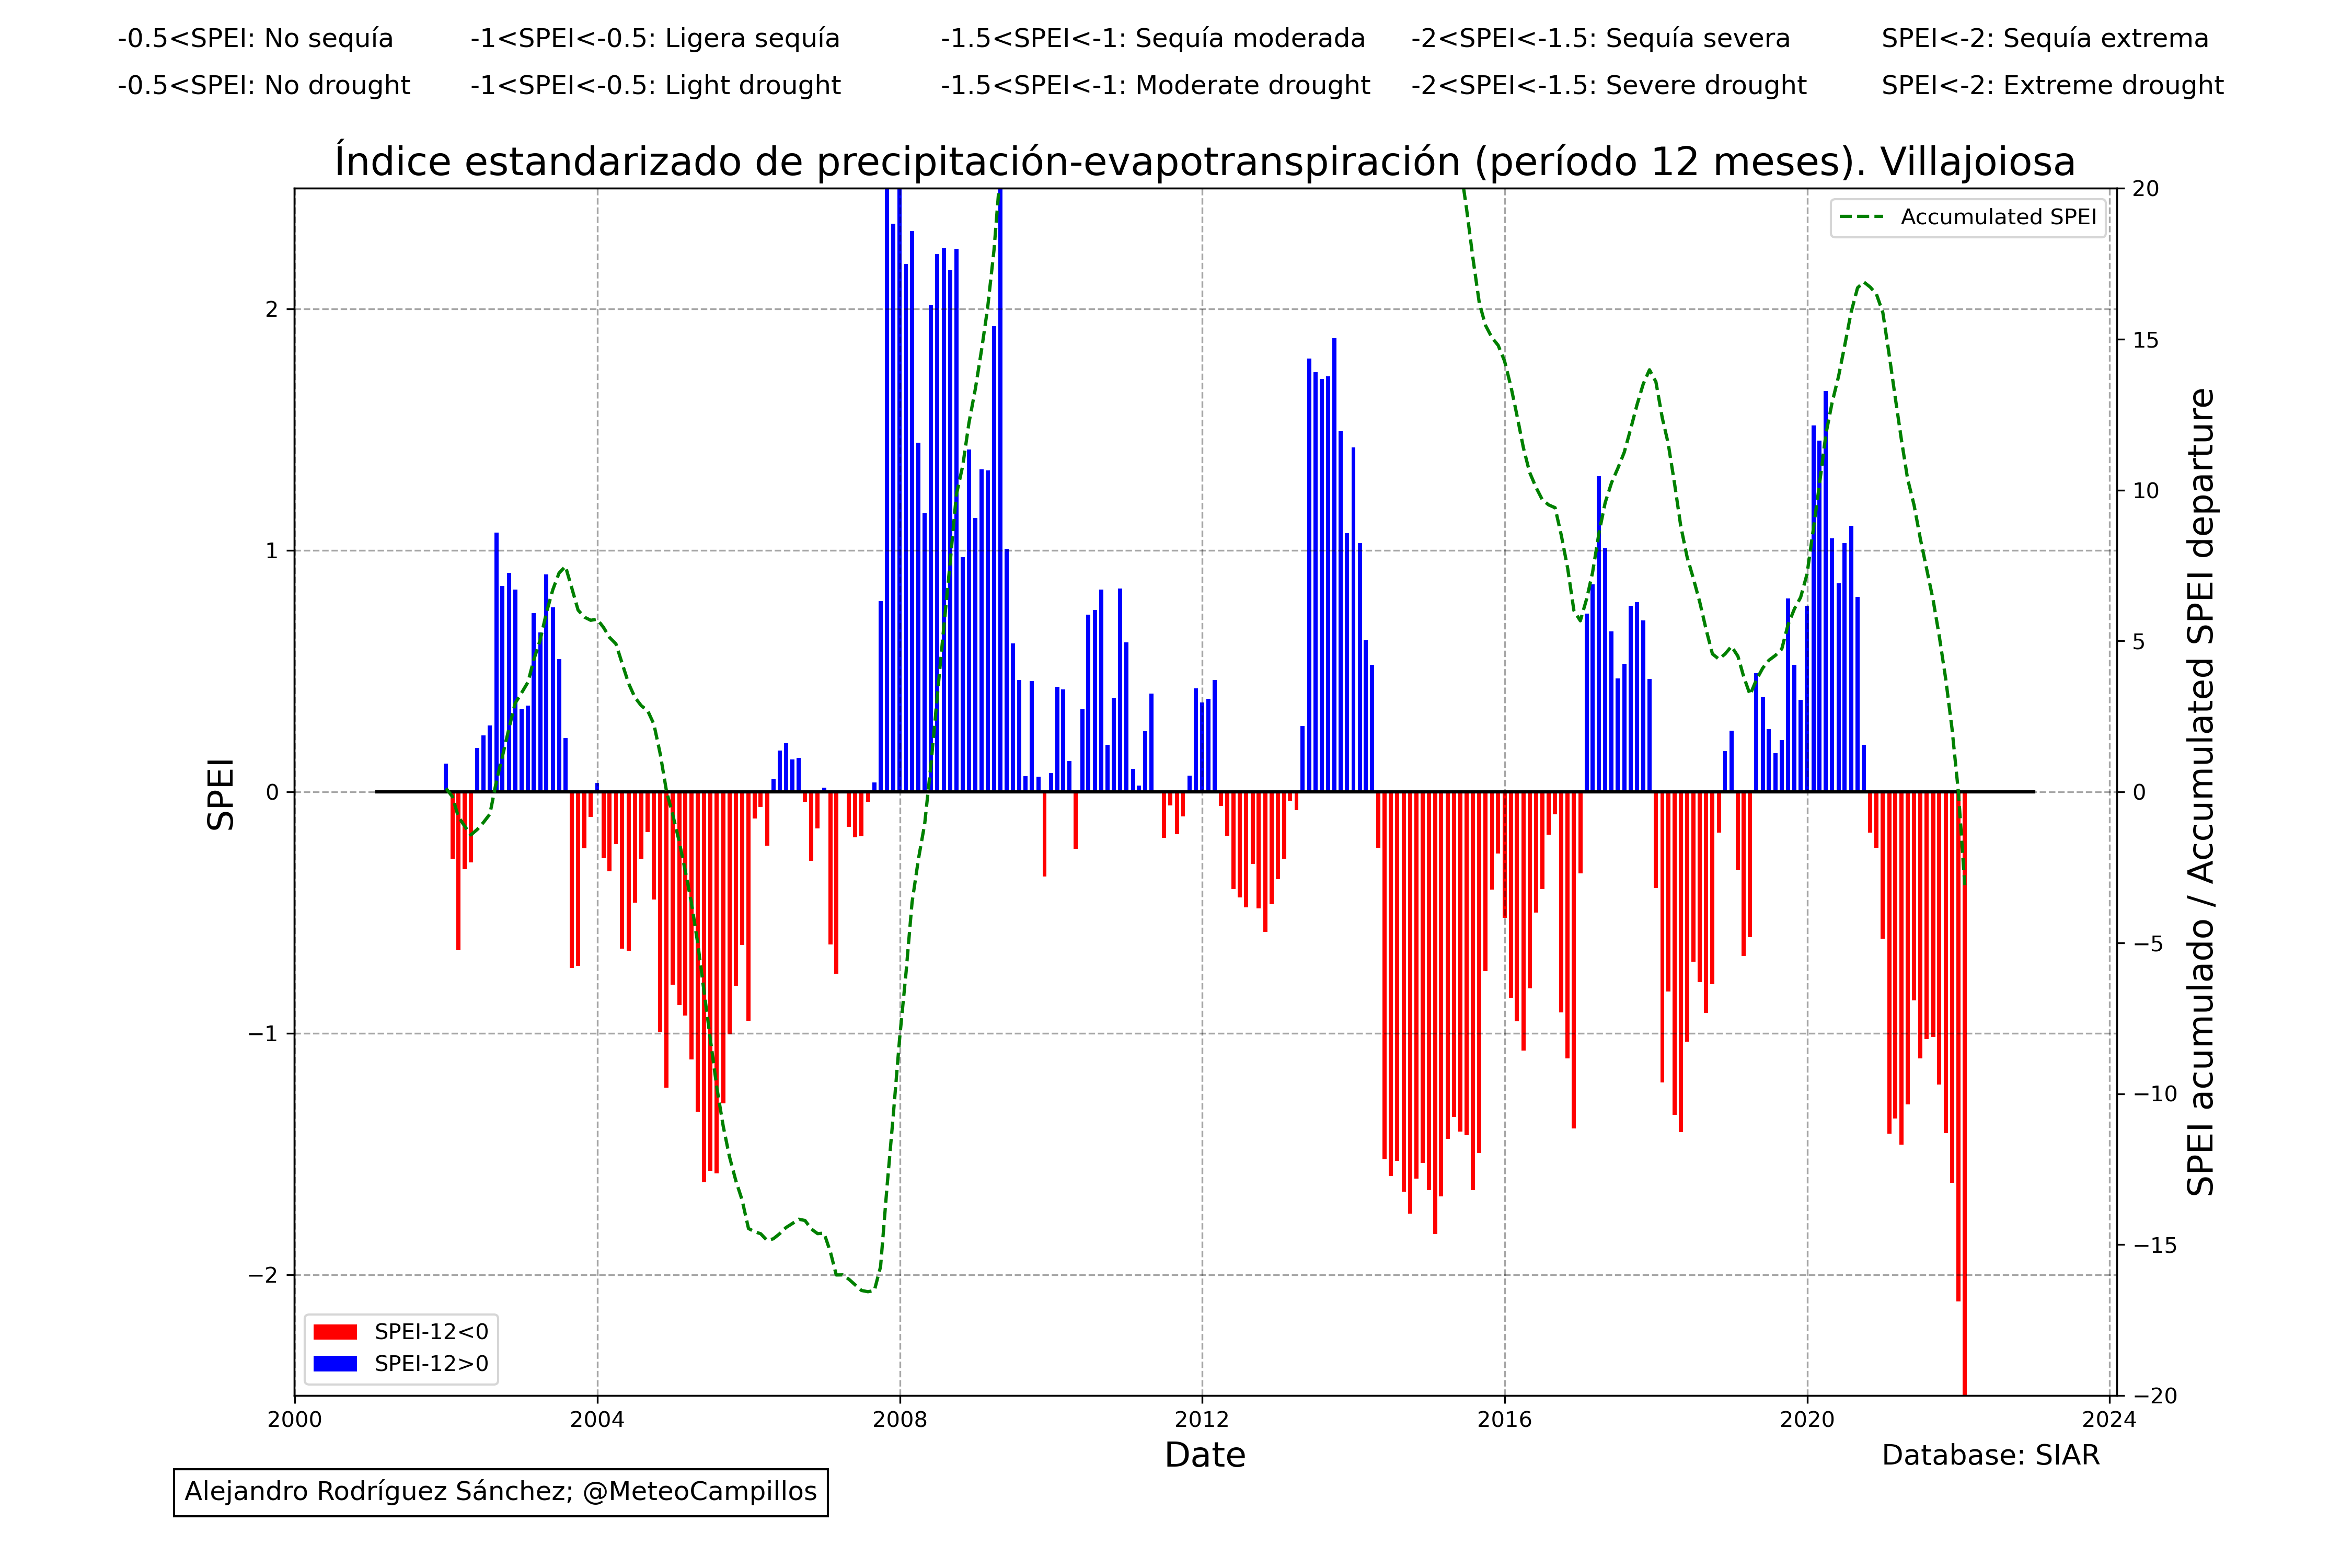 -0.5<SPEI: No sequía -1<SPEI<-0.5: Ligera sequía -1.5<SPEI<-1: Sequía moderada -2<SPEI<-1.5: Sequía severa SPEI<-2: Sequía extrema
-0.5<SPEI: No drought -1<SPEI<-0.5: Light drought -1.5<SPEI<-1: Moderate drought -2<SPEI<-1.5: Severe drought SPEI<-2: Extreme drought
Índice estandarizado de precipitación-evapotranspiración (período 12 meses). Villajoiosa
SPEI
2
1
0
−1
−2
Accumulated SPEI
20
15
10
5
0
−5
−10
−15
−20
SPEI acumulado / Accumulated SPEI departure
SPEI-12<0
SPEI-12>0
2000 2004 2008 2012 2016 2020 2024
Date
Database: SIAR
Alejandro Rodríguez Sánchez; @MeteoCampillos